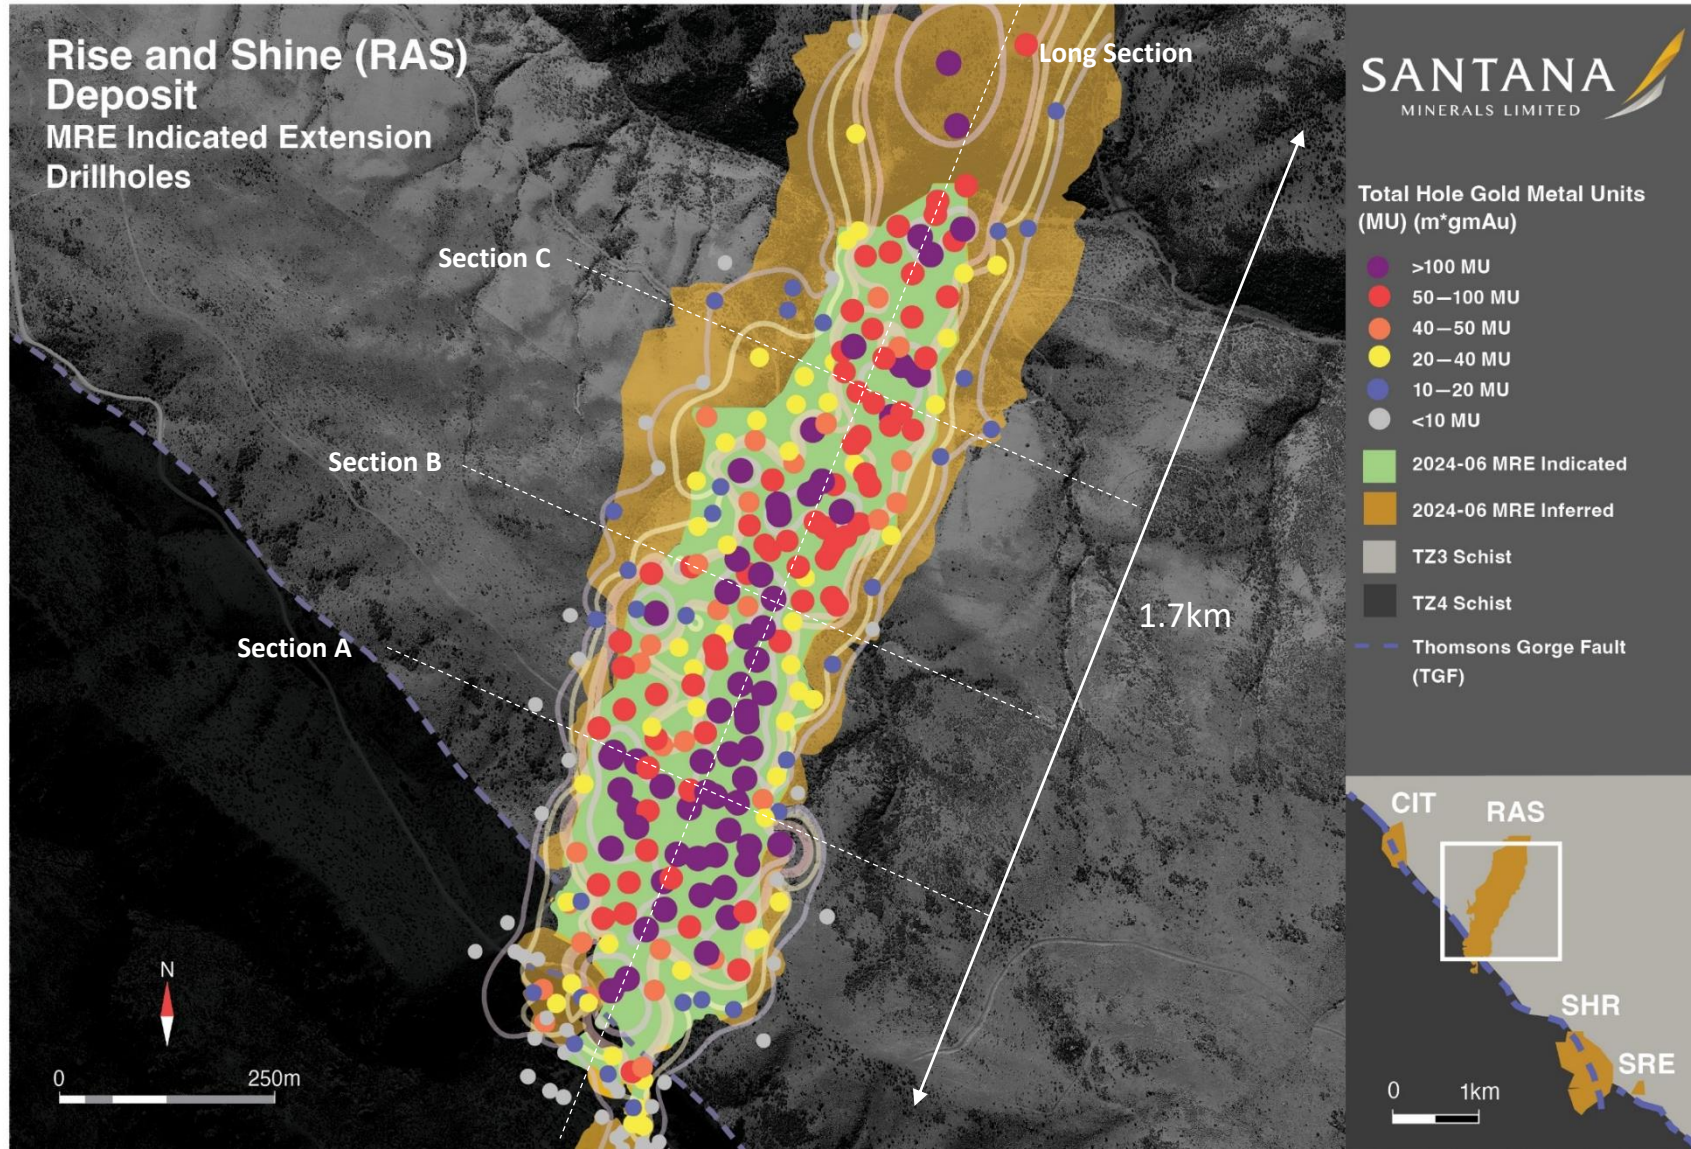 Rise and Shine (RAS)
Deposit
MRE Indicated Extension
Drillholes
Long Section
Section C
Section B
Section A
1.7km
N
0 250m
SANTANA
MINERALS LIMITED
Total Hole Gold Metal Units
(MU) (m*gmAu)
>100 MU
50—100 MU
40—50 MU
20—40 MU
10—20 MU
<10 MU
2024-06 MRE Indicated
2024-06 MRE Inferred
TZ3 Schist
TZ4 Schist
Thomsons Gorge Fault
(TGF)
CIT
RAS
SHR
SRE
0 1km